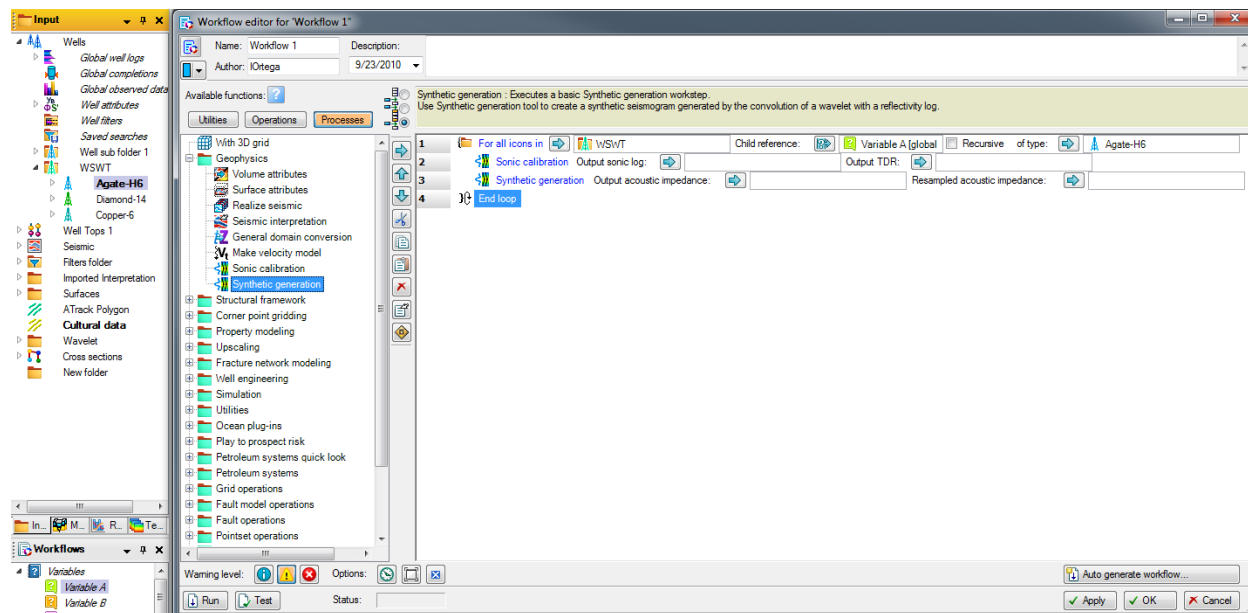 Input
Wells
Global well logs
Global completions
Global observed data
Well attributes
Well filters
Saved searches
Well sub folder 1
WSWT
Agate-H6
Diamond-14
Copper-6
Well Tops 1
Seismic
Filters folder
Imported Interpretation
Surfaces
ATrack Polygon
Cultural data
Wavelet
Cross sections
New folder
In... M... R... Te...
Workflows
Variables
Variable A
Variable B
Workflow editor for 'Workflow 1'
Name: Workflow 1 Description:
Author: IOrtega 9/23/2010
Available functions: ?
Utilities Operations Processes
Synthetic generation : Executes a basic Synthetic generation workstep.
Use Synthetic generation tool to create a synthetic seismogram generated by the convolution of a wavelet with a reflectivity log.
With 3D grid
Geophysics
Volume attributes
Surface attributes
Realize seismic
Seismic interpretation
General domain conversion
Make velocity model
Sonic calibration
Synthetic generation
Structural framework
Corner point gridding
Property modeling
Upscaling
Fracture network modeling
Well engineering
Simulation
Utilities
Ocean plug-ins
Play to prospect risk
Petroleum systems quick look
Petroleum systems
Grid operations
Fault model operations
Fault operations
Pointset operations
1 For all icons in WSWT Child reference: Variable A [global Recursive of type: Agate-H6
2 Sonic calibration Output sonic log: Output TDR:
3 Synthetic generation Output acoustic impedance: Resampled acoustic impedance:
4 End loop
Warning level: Options:
Auto generate workflow...
Run Test Status:
Apply OK Cancel